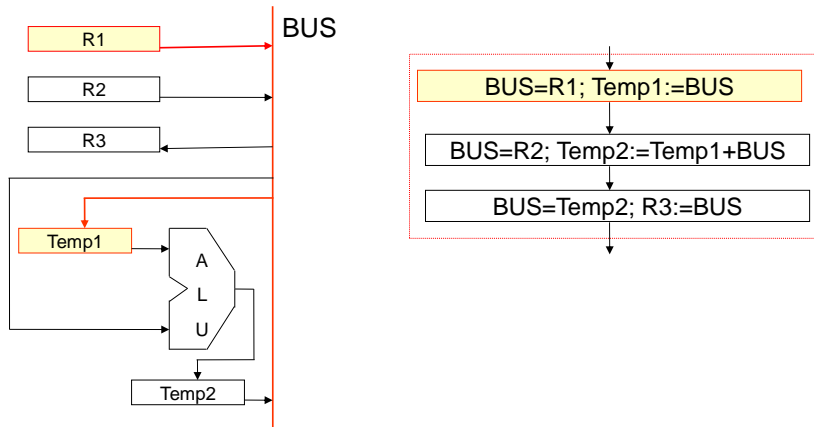 BUS
R1
R2
R3
Temp1
A
L
U
Temp2
BUS=R1; Temp1:=BUS
BUS=R2; Temp2:=Temp1+BUS
BUS=Temp2; R3:=BUS